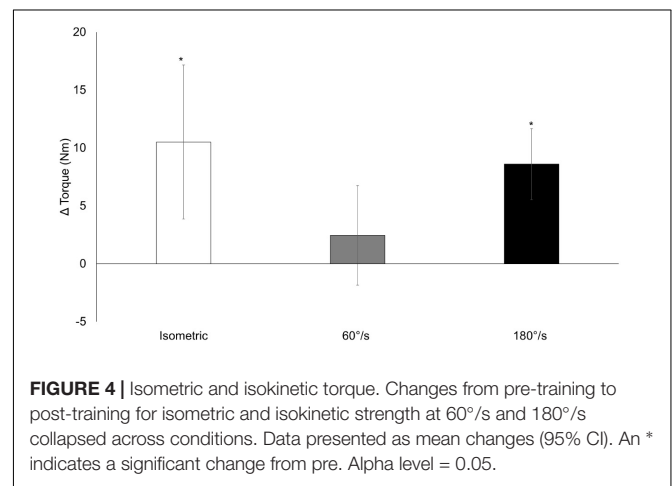 20
*
15
*
10
Δ Torque (Nm)
5
0
-5
Isometric 60°/s 180°/s
FIGURE 4 | Isometric and isokinetic torque. Changes from pre-training to
post-training for isometric and isokinetic strength at 60°/s and 180°/s
collapsed across conditions. Data presented as mean changes (95% CI). An *
indicates a significant change from pre. Alpha level = 0.05.